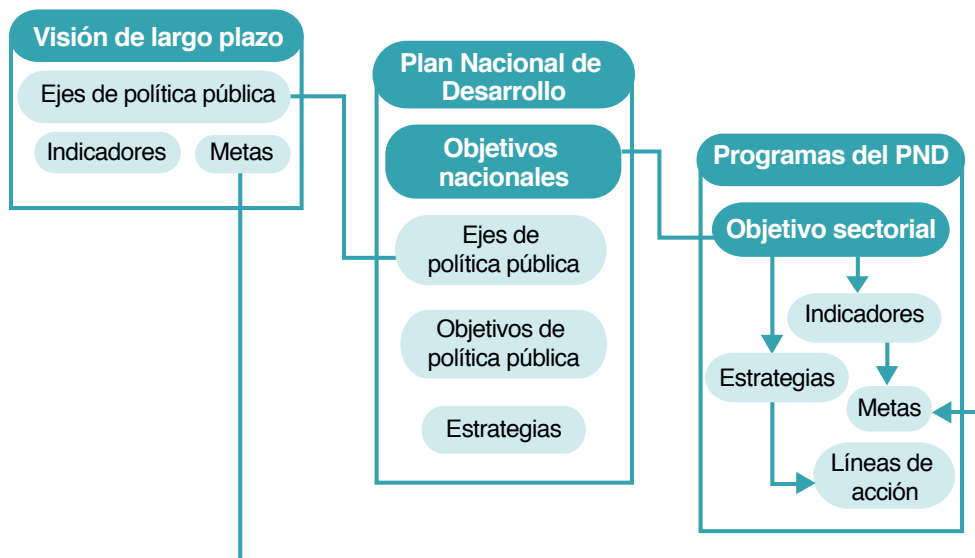 Visión de largo plazo
Ejes de política pública
Indicadores
Metas
Plan Nacional de
Desarrollo
Objetivos
nacionales
Ejes de
política pública
Objetivos de
política pública
Estrategias
Programas del PND
Objetivo sectorial
Indicadores
Estrategias
Metas
Líneas de
acción